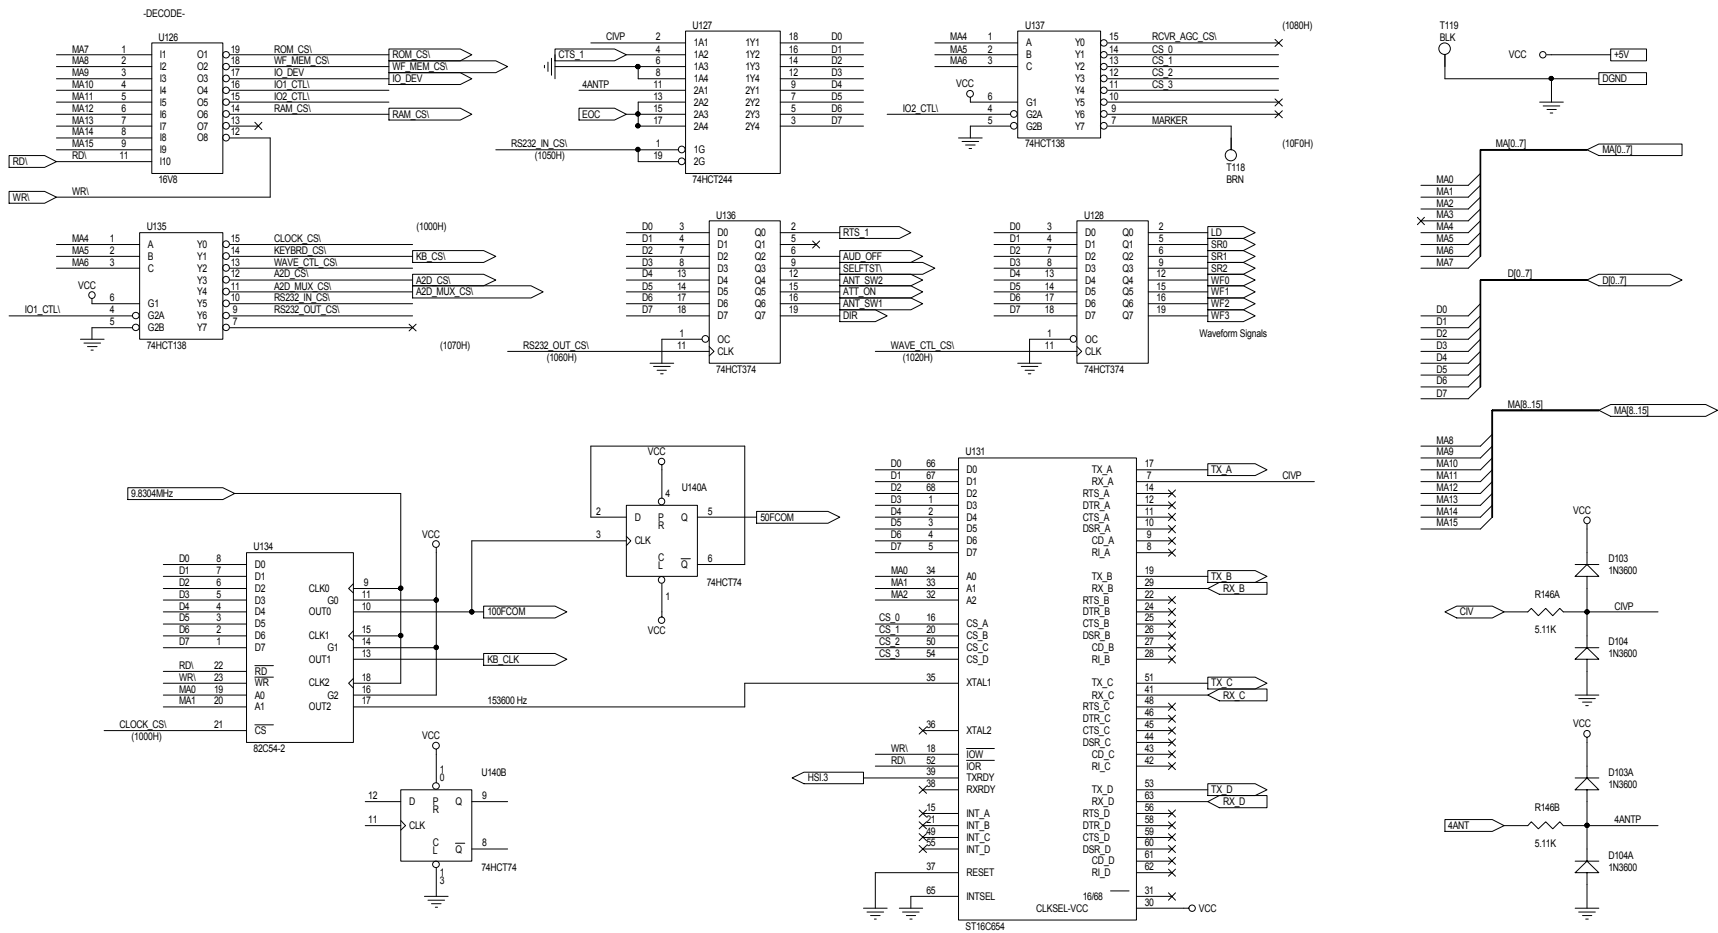 -DECODE-
U126
MA7 1 I1 O1 19 ROM_CS\ ROM_CS\
MA8 2 I2 O2 18 WF_MEM_CS\ WF_MEM_CS\
MA9 3 I3 O3 17 IO_DEV IO_DEV
MA10 4 I4 O4 16 IO1_CTL\
MA11 5 I5 O5 15 IO2_CTL\
MA12 6 I6 O6 14 RAM_CS\ RAM_CS\
MA13 7 I7 O7 13
MA14 8 I8 O8 12
MA15 9 I9
RD\ RD\ 11 I10
16V8
WR\ WR\
U127
CIVP 2 1A1 1Y1 18 D0
CTS_1 4 1A2 1Y2 16 D1
6 1A3 1Y3 14 D2
8 1A4 1Y4 12 D3
4ANTP 11 2A1 2Y1 9 D4
13 2A2 2Y2 7 D5
EOC 15 2A3 2Y3 5 D6
17 2A4 2Y4 3 D7
RS232_IN_CS\ 1 1G
(1050H) 19 2G
74HCT244
U137 (1080H)
MA4 1 A Y0 15 RCVR_AGC_CS\
MA5 2 B Y1 14 CS_0
MA6 3 C Y2 13 CS_1
Y3 12 CS_2
VCC Y4 11 CS_3
6 G1 Y5 10
IO2_CTL\ 4 G2A Y6 9
5 G2B Y7 7 MARKER
74HCT138 (10F0H)
T118
BRN
T119
BLK
VCC +5V
DGND
MA[0..7] MA[0..7]
MA0
MA1
MA2
MA3
MA4
MA5
MA6
MA7
U135 (1000H)
MA4 1 A Y0 15 CLOCK_CS\
MA5 2 B Y1 14 KEYBRD_CS KB_CS\
MA6 3 C Y2 13 WAVE_CTL_CS\
Y3 12 A2D_CS\ A2D_CS\
VCC Y4 11 A2D_MUX_CS\ A2D_MUX_CS\
6 G1 Y5 10 RS232_IN_CS\
IO1_CTL\ 4 G2A Y6 9 RS232_OUT_CS\
5 G2B Y7 7
74HCT138 (1070H)
U136
D0 3 D0 Q0 2 RTS_1
D1 4 D1 Q1 5
D2 7 D2 Q2 6 AUD_OFF
D3 8 D3 Q3 9 SELFTST\
D4 13 D4 Q4 12 ANT_SW2
D5 14 D5 Q5 15 ATT_ON
D6 17 D6 Q6 16 ANT_SW1
D7 18 D7 Q7 19 DIR
1 OC
RS232_OUT_CS\ 11 CLK
(1060H)
74HCT374
U128
D0 3 D0 Q0 2 LD
D1 4 D1 Q1 5 SR0
D2 7 D2 Q2 6 SR1
D3 8 D3 Q3 9 SR2
D4 13 D4 Q4 12 WF0
D5 14 D5 Q5 15 WF1
D6 17 D6 Q6 16 WF2
D7 18 D7 Q7 19 WF3
Waveform Signals
1 OC
WAVE_CTL_CS\ 11 CLK
(1020H)
74HCT374
D[0..7] D[0..7]
D0
D1
D2
D3
D4
D5
D6
D7
MA[8..15] MA[8..15]
MA8
MA9
MA10
MA11
MA12
MA13
MA14
MA15
9.8304MHz
U134 VCC
D0 8 D0
D1 7 D1
D2 6 D2 CLK0 9
D3 5 D3 G0 11
D4 4 D4 OUT0 10 100FCOM
D5 3 D5
D6 2 D6 CLK1 15
D7 1 D7 G1 14
OUT1 13 KB_CLK
RD\ 22 RD
WR\ 23 WR CLK2 18
MA0 19 A0 G2 16
MA1 20 A1 OUT2 17 153600 Hz
CLOCK_CS\ 21 CS
(1000H)
82C54-2
VCC
4 U140A
2 D PR Q 5 50FCOM
3 CLK
CL Q 6
74HCT74
1
VCC
VCC
10 U140B
12 D PR Q 9
11 CLK
CL Q 8
74HCT74
13
U131
D0 66 D0 TX_A 17 TX_A
D1 67 D1 RX_A 7 CIVP
D2 68 D2 RTS_A 14
D3 1 D3 DTR_A 12
D4 2 D4 CTS_A 11
D5 3 D5 DSR_A 10
D6 4 D6 CD_A 9
D7 5 D7 RI_A 8
MA0 34 A0 TX_B 19 TX_B
MA1 33 A1 RX_B 29 RX_B
MA2 32 A2 RTS_B 22
DTR_B 24
CS_0 16 CS_A CTS_B 25
CS_1 20 CS_B DSR_B 26
CS_2 50 CS_C CD_B 27
CS_3 54 CS_D RI_B 28
35 XTAL1 TX_C 51 TX_C
RX_C 41 RX_C
RTS_C 48
DTR_C 46
36 XTAL2 CTS_C 45
DSR_C 44
WR\ 18 IOW CD_C 43
RD\ 52 IOR RI_C 42
HSI.3 39 TXRDY
38 RXRDY TX_D 53 TX_D
RX_D 63 RX_D
15 INT_A RTS_D 56
21 INT_B DTR_D 58
49 INT_C CTS_D 59
55 INT_D DSR_D 60
CD_D 61
37 RESET RI_D 62
65 INTSEL 16/68 31
CLKSEL-VCC 30 VCC
ST16C654
VCC
D103
1N3600
CIV R146A CIVP
5.11K
D104
1N3600
VCC
D103A
1N3600
4ANT R146B 4ANTP
5.11K
D104A
1N3600